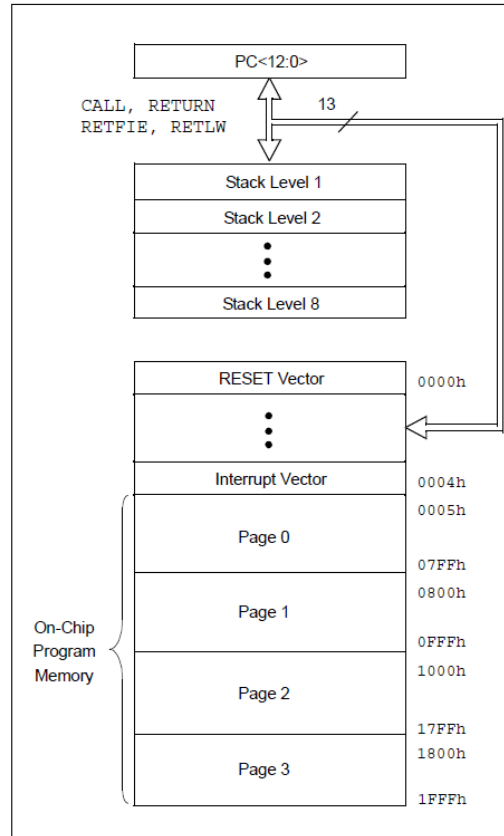 PC<12:0>
CALL, RETURN
RETFIE, RETLW
13
Stack Level 1
Stack Level 2
Stack Level 8
RESET Vector
0000h
Interrupt Vector
0004h
0005h
Page 0
07FFh
0800h
Page 1
0FFFh
On-Chip
Program
Memory
1000h
Page 2
17FFh
1800h
Page 3
1FFFh